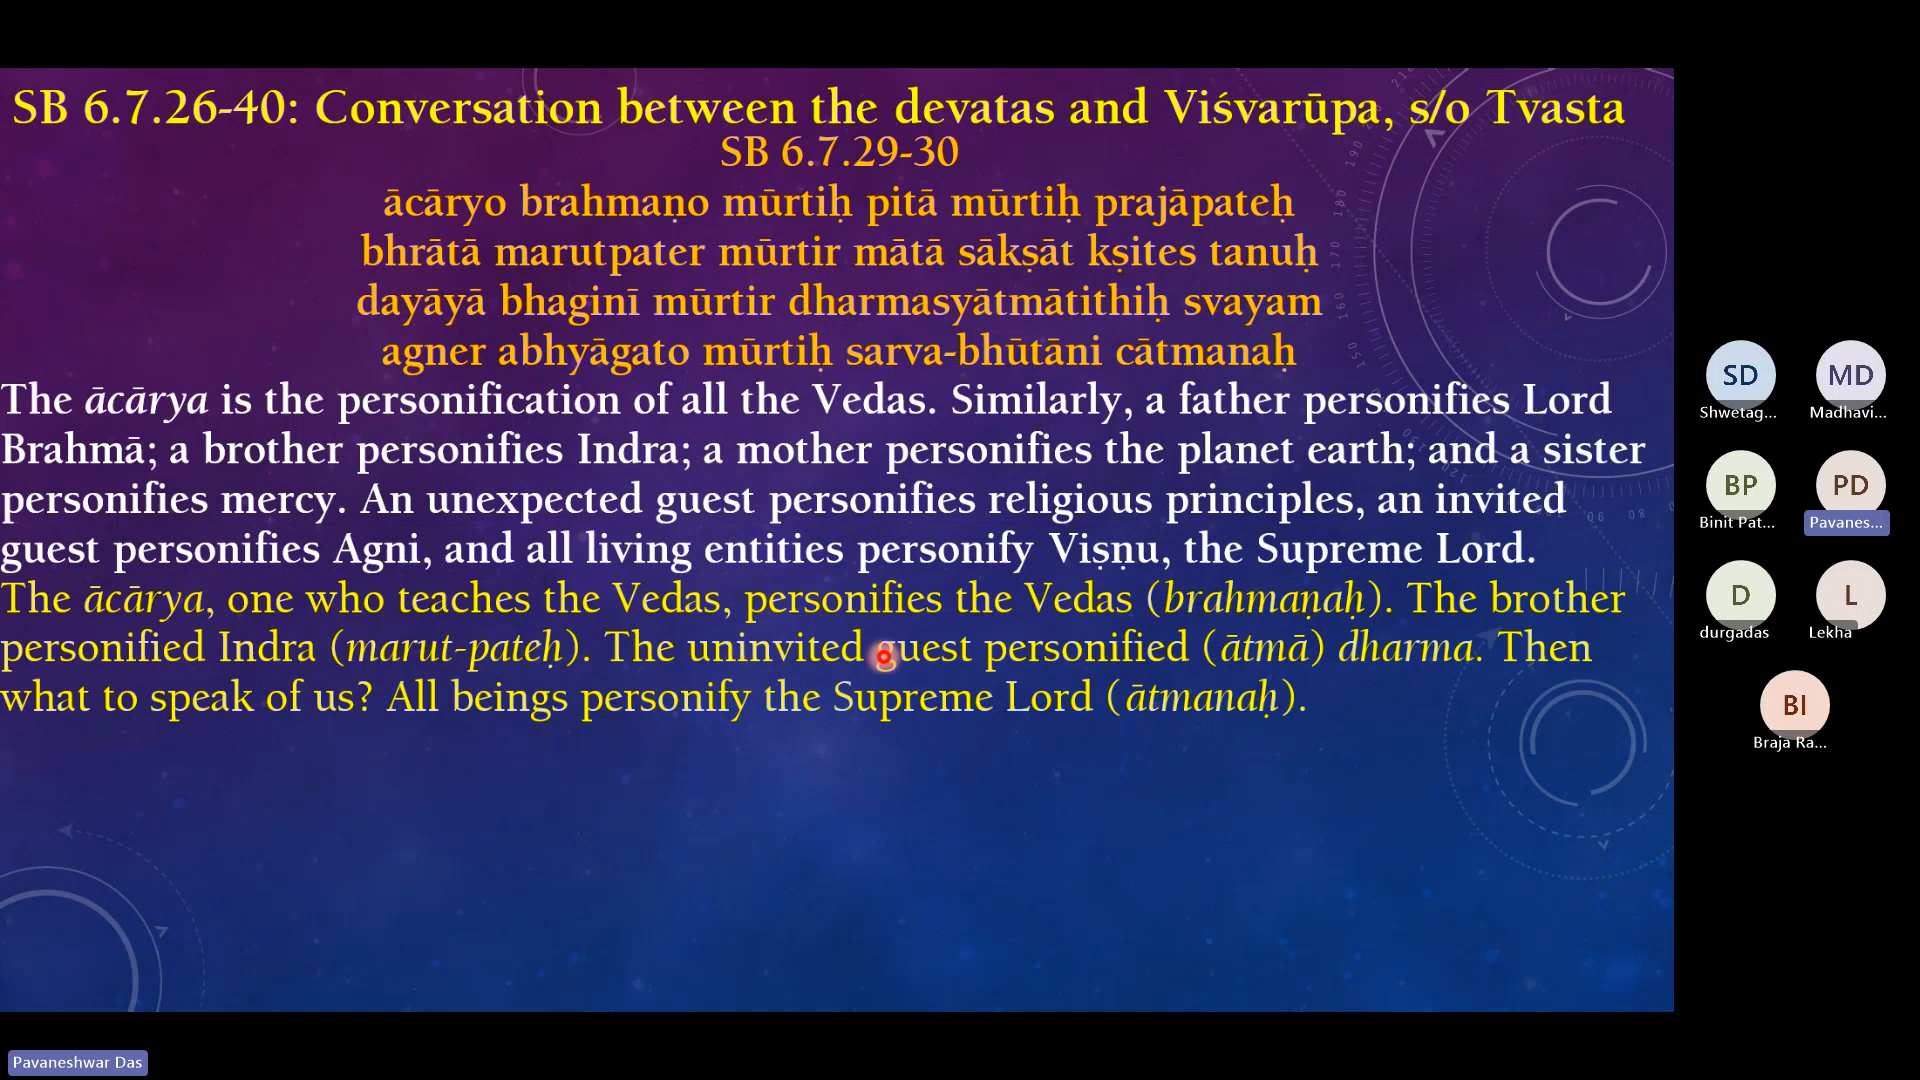 SB 6.7.26-40: Conversation between the devatas and Viśvarūpa, s/o Tvasta
SB 6.7.29-30
ācāryo brahmaṇo mūrtiḥ pitā mūrtiḥ prajāpateḥ
bhrātā marutpater mūrtir mātā sākṣāt kṣites tanuḥ
dayāyā bhaginī mūrtir dharmasyātmātithiḥ svayam
agner abhyāgato mūrtiḥ sarva-bhūtāni cātmanaḥ
The ācārya is the personification of all the Vedas. Similarly, a father personifies Lord
Brahmā; a brother personifies Indra; a mother personifies the planet earth; and a sister
personifies mercy. An unexpected guest personifies religious principles, an invited
guest personifies Agni, and all living entities personify Viṣṇu, the Supreme Lord.
The ācārya, one who teaches the Vedas, personifies the Vedas (brahmaṇaḥ). The brother
personified Indra (marut-pateḥ). The uninvited guest personified (ātmā) dharma. Then
what to speak of us? All beings personify the Supreme Lord (ātmanaḥ).
SD MD
Shwetag... Madhavi...
BP PD
Binit Pat... Pavanes...
D L
durgadas Lekha
BI
Braja Ra...
Pavaneshwar Das